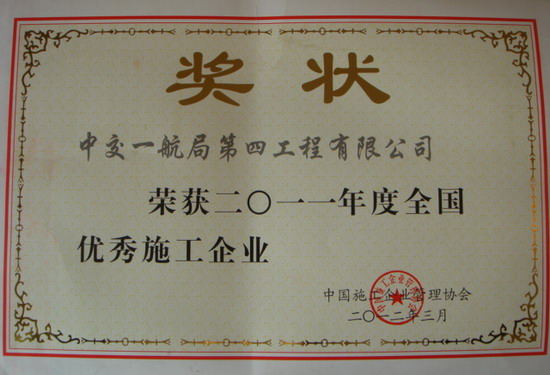 奖状
中交一航局第四工程有限公司
荣获二〇一一年度全国
优秀施工企业
中国施工企业管理协会
二〇一二年三月